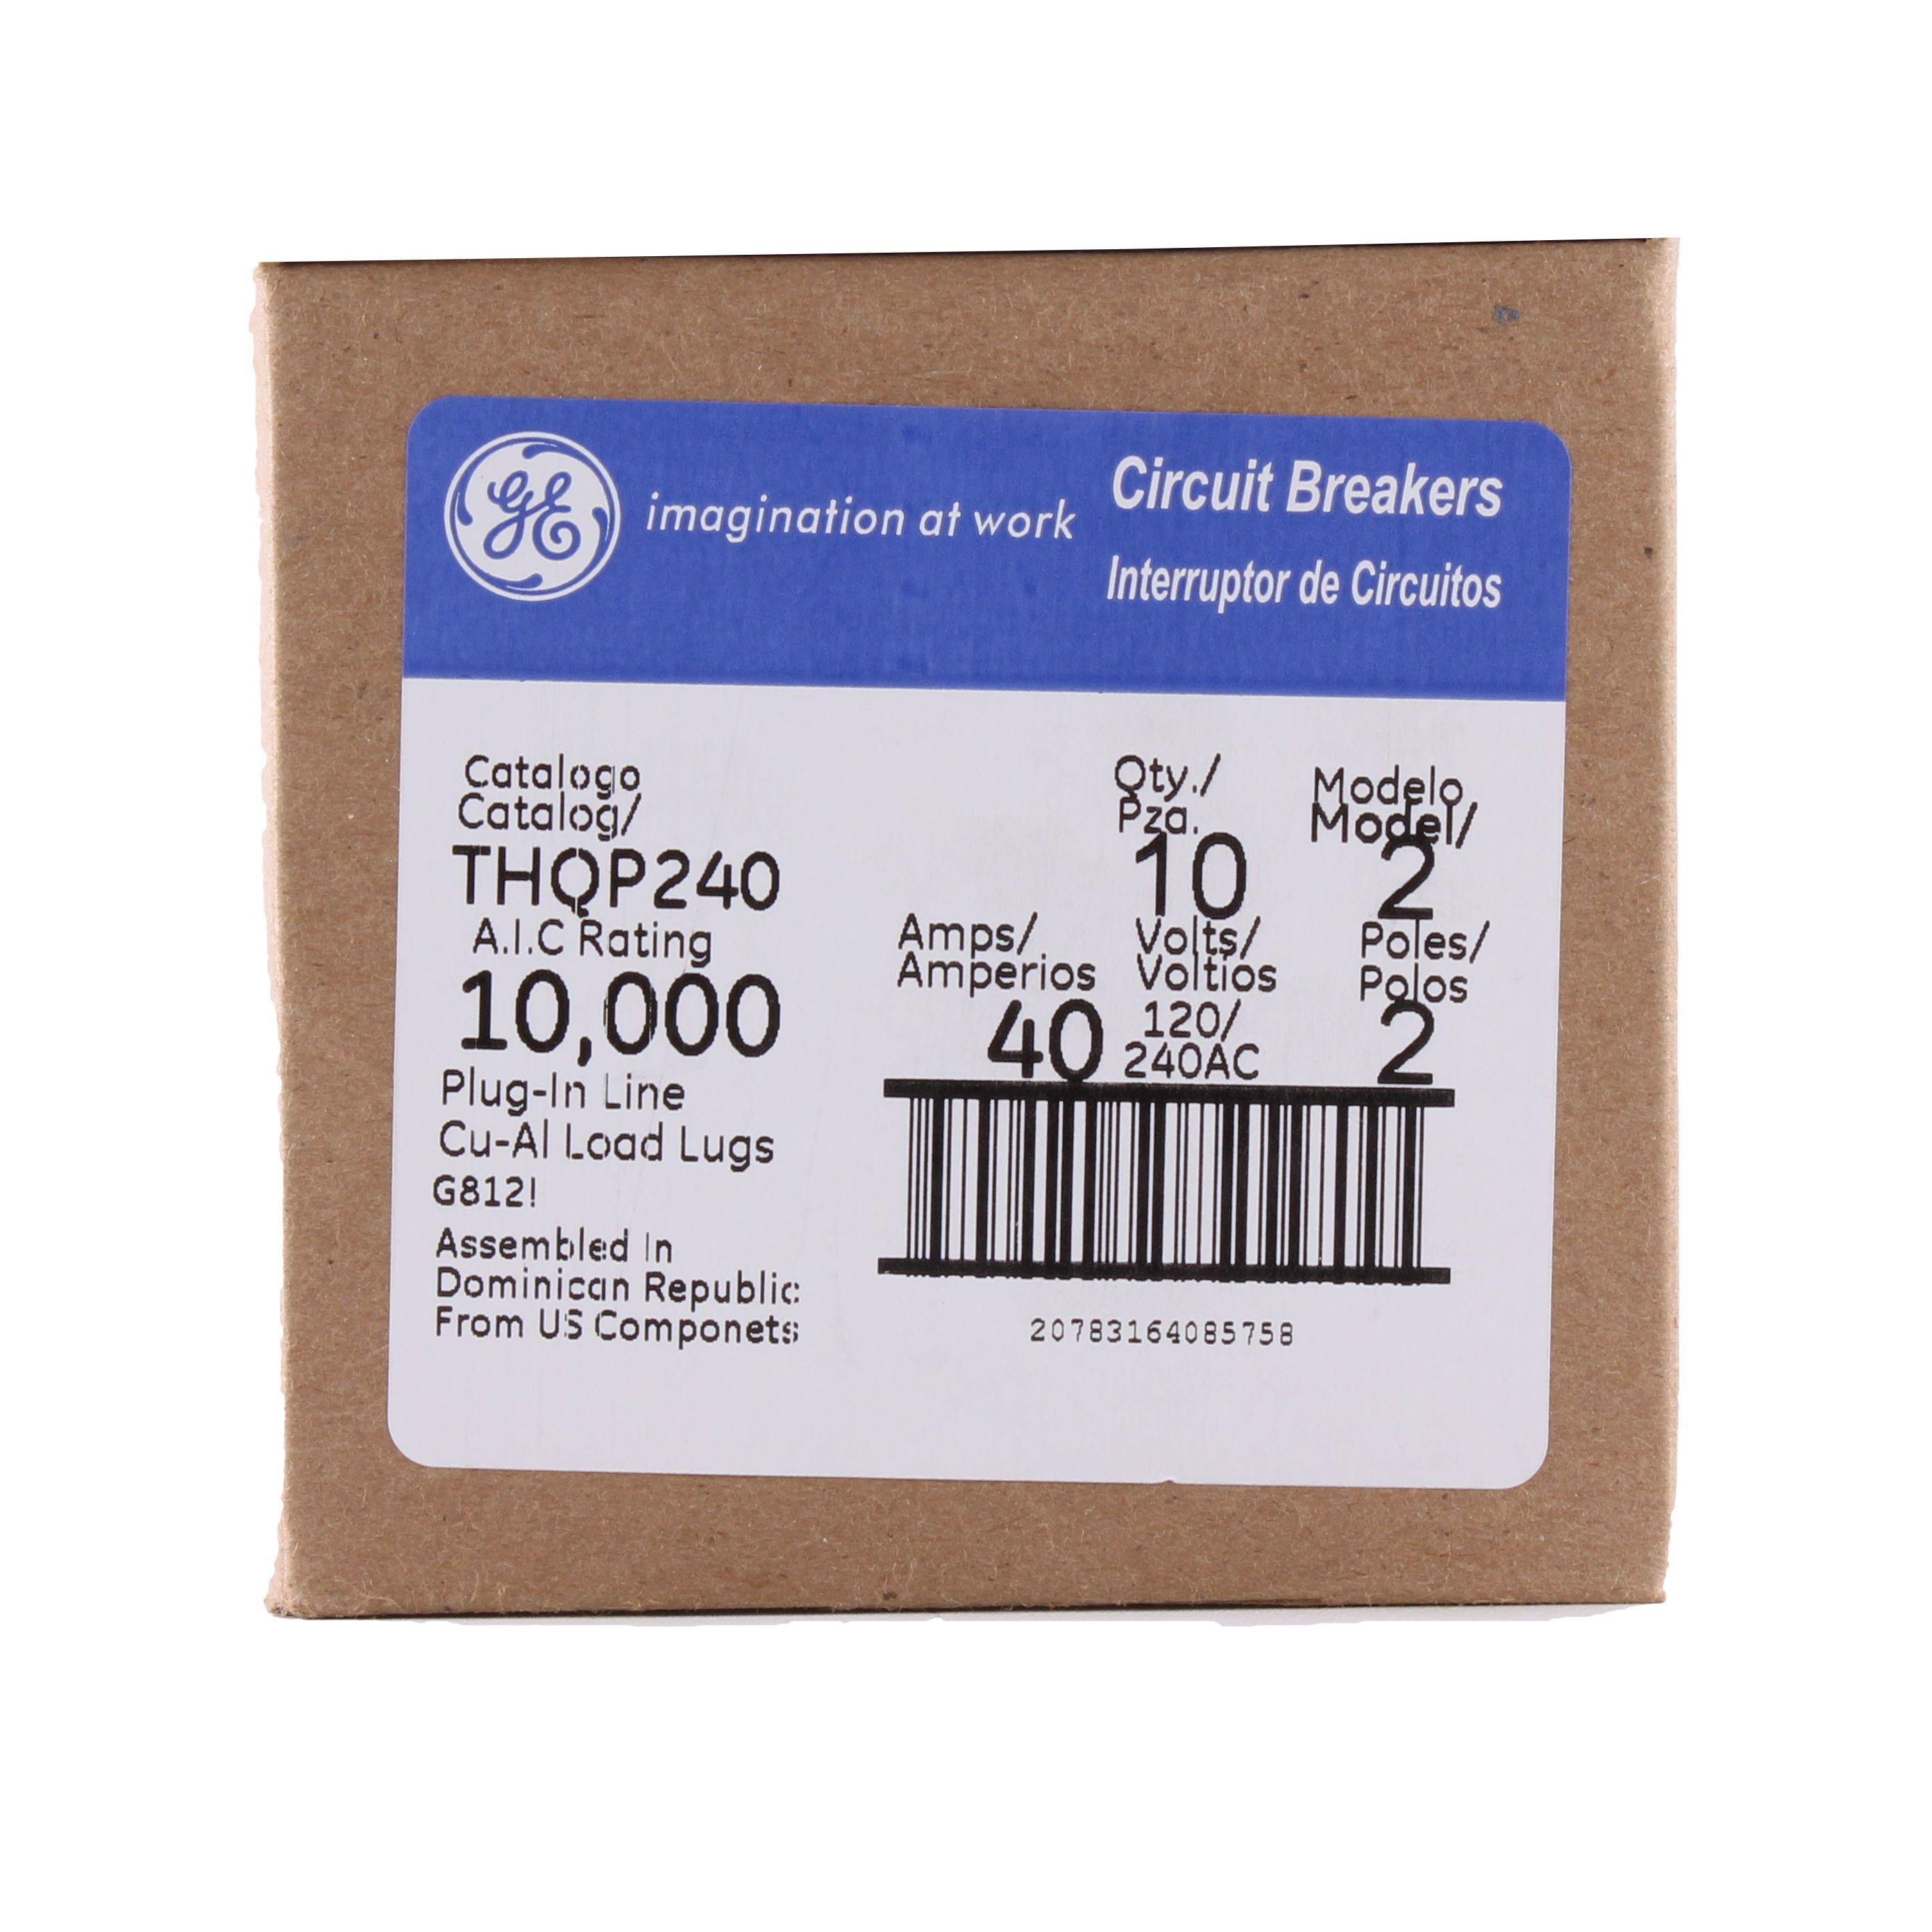 GE imagination at work
Circuit Breakers
Interruptor de Circuitos
Catalogo
Catalog/
THQP240
A.I.C Rating
10,000
Plug-In Line
Cu-Al Load Lugs
G812!
Assembled In
Dominican Republic
From US Componets
Qty./
Pza.
10
Modelo
Model/
2
Amps/
Amperios
40
Volts/
Voltios
120/
240AC
Poles/
Polos
2
20783164085758